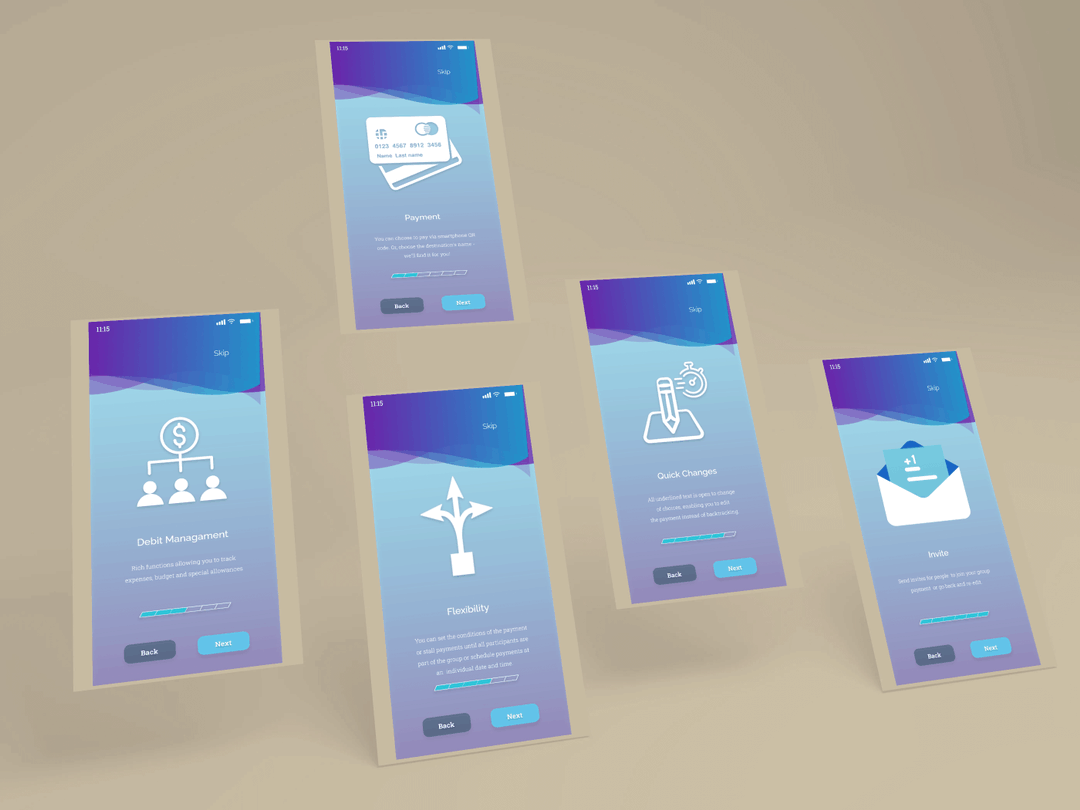 11:15
Skip
0123 4567 8912 3456
Name Last name
Payment
You can choose to pay via smartphone QR
code. Or, choose the destination's name -
we'll find it for you!
Back
Next
11:15
Skip
$
Debit Managament
Rich functions allowing you to track
expenses, budget and special allowances
Back
Next
11:15
Skip
Flexibility
You can set the conditions of the payment
or stall payments until all participants are
part of the group or schedule payments at
an individual date and time.
Back
Next
11:15
Skip
Quick Changes
All underlined text is open to change
of choices, enabling you to edit
the payment instead of backtracking.
Back
Next
11:15
Skip
+1
Invite
Send invites for people to join your group
payment or go back and re-edit.
Back
Next